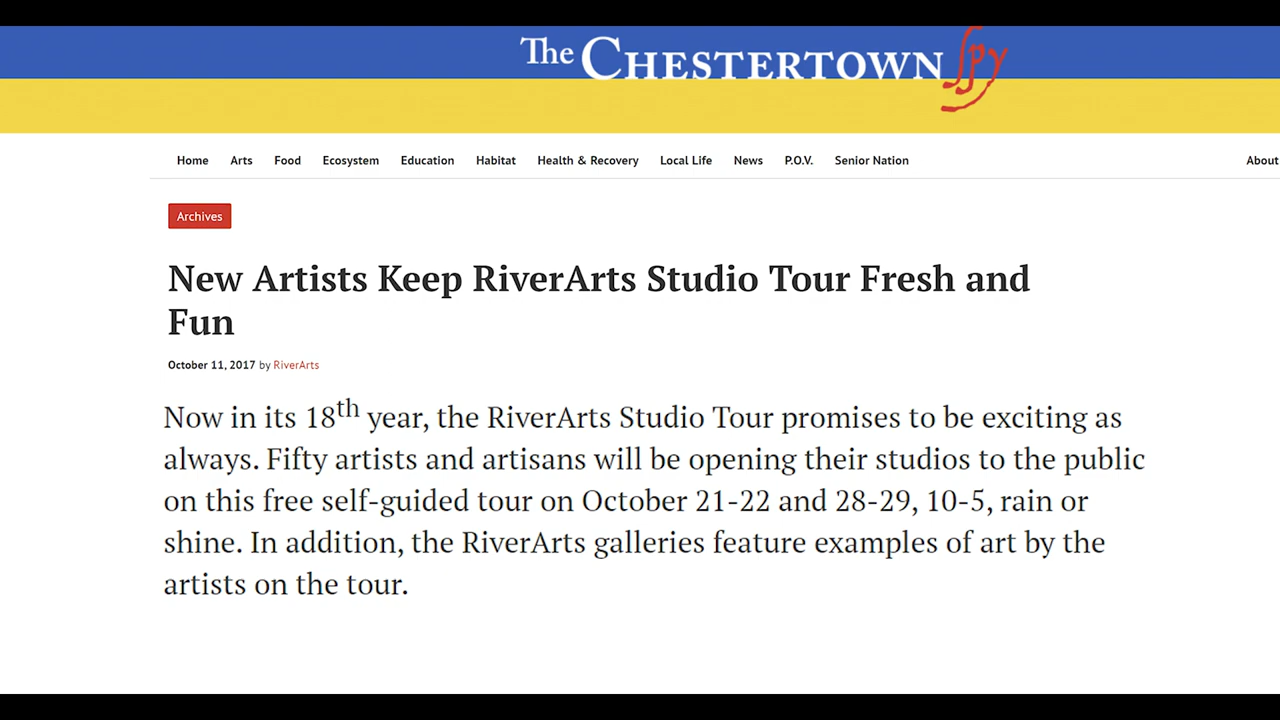 The CHESTERTOWN Spy
Home Arts Food Ecosystem Education Habitat Health & Recovery Local Life News P.O.V. Senior Nation About
Archives
New Artists Keep RiverArts Studio Tour Fresh and
Fun
October 11, 2017 by RiverArts
Now in its 18th year, the RiverArts Studio Tour promises to be exciting as
always. Fifty artists and artisans will be opening their studios to the public
on this free self-guided tour on October 21-22 and 28-29, 10-5, rain or
shine. In addition, the RiverArts galleries feature examples of art by the
artists on the tour.